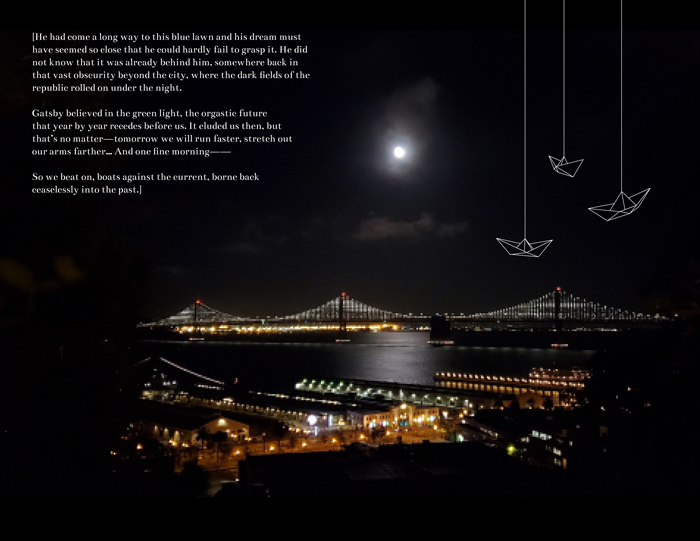 [He had come a long way to this blue lawn and his dream must
have seemed so close that he could hardly fail to grasp it. He did
not know that it was already behind him, somewhere back in
that vast obscurity beyond the city, where the dark fields of the
republic rolled on under the night.
Gatsby believed in the green light, the orgastic future
that year by year recedes before us. It eluded us then, but
that's no matter—tomorrow we will run faster, stretch out
our arms farther... And one fine morning——
So we beat on, boats against the current, borne back
ceaselessly into the past.]